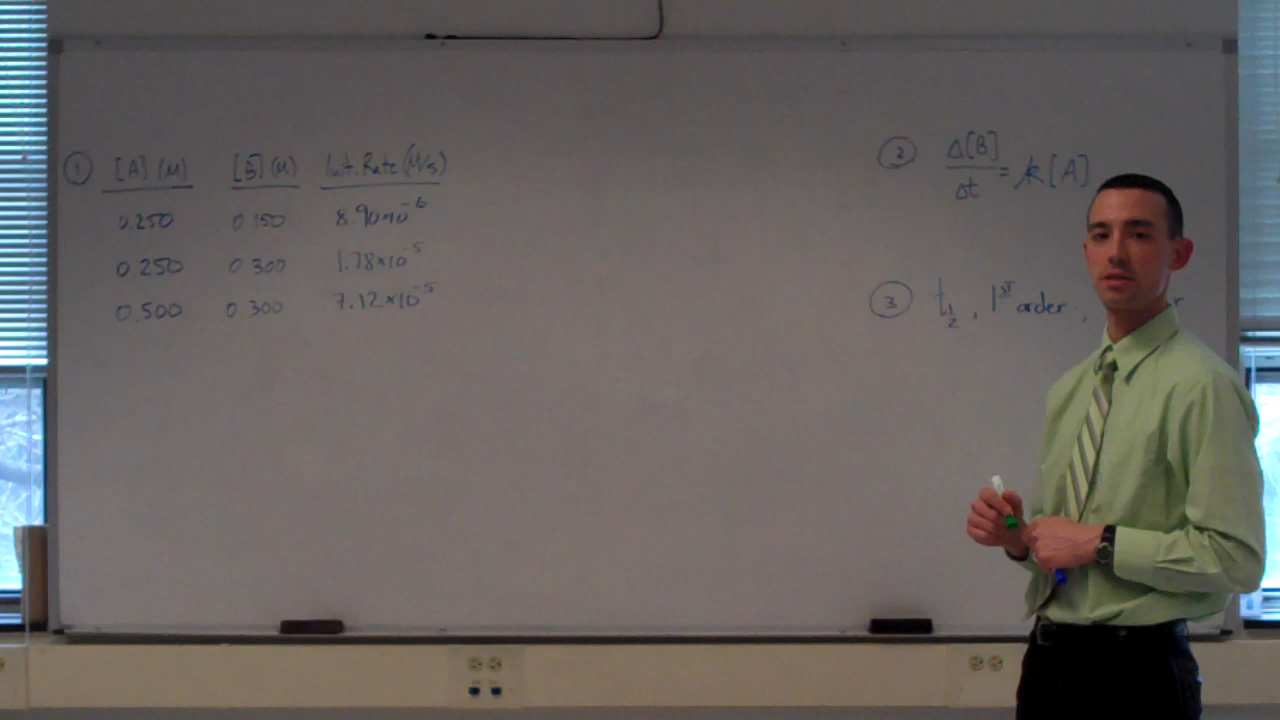 ① [A] (M) [B] (M) Init. Rate (M/s)
0.250 0.150 8.90×10⁻⁶
0.250 0.300 1.78×10⁻⁵
0.500 0.300 7.12×10⁻⁵
② Δ[B]/Δt = k[A]
③ t½ , 1ST order ,